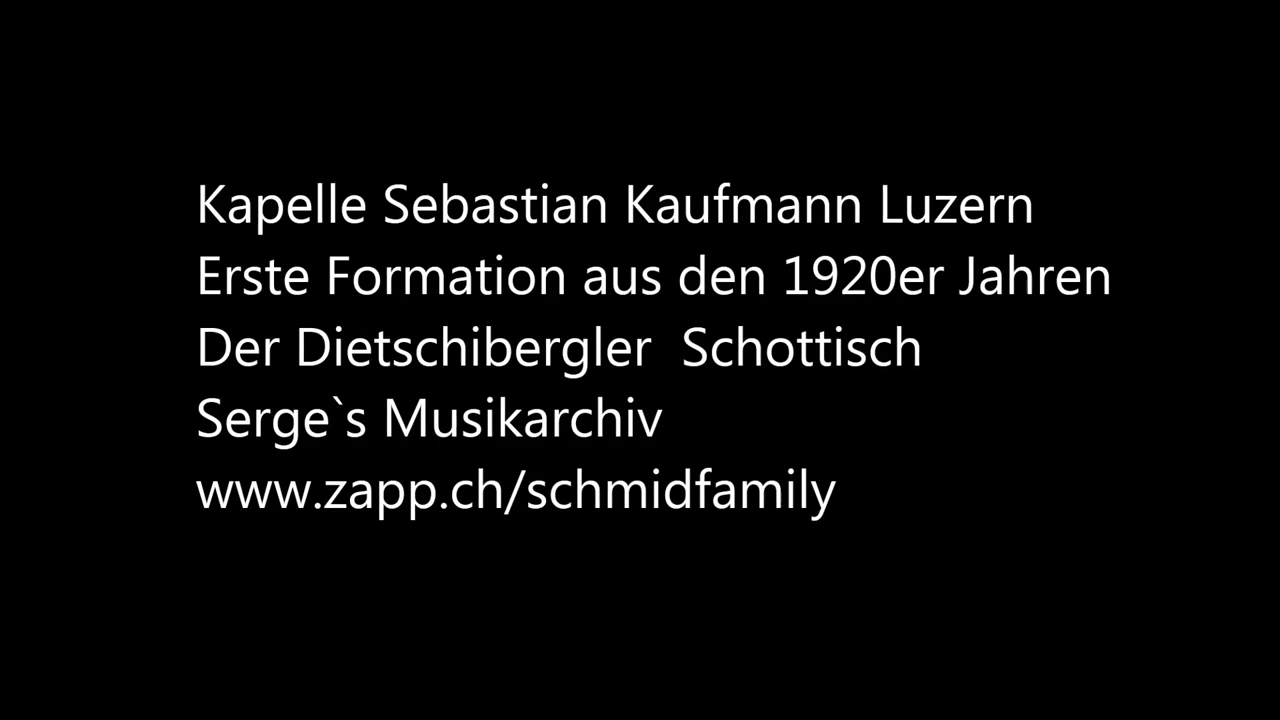 Kapelle Sebastian Kaufmann Luzern
Erste Formation aus den 1920er Jahren
Der Dietschibergler  Schottisch
Serge`s Musikarchiv
www.zapp.ch/schmidfamily